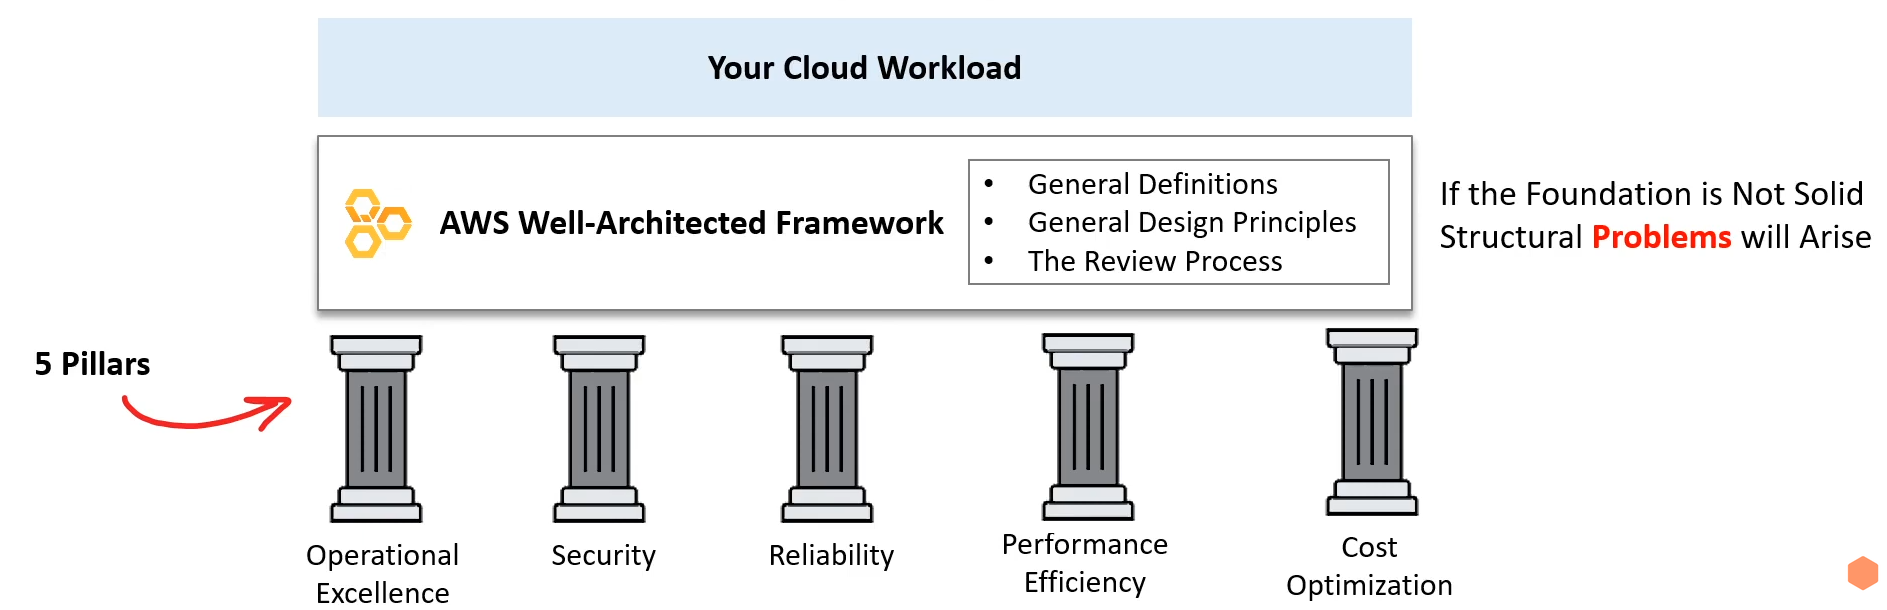 Your Cloud Workload
AWS Well-Architected Framework
• General Definitions
• General Design Principles
• The Review Process
If the Foundation is Not Solid
Structural Problems will Arise
5 Pillars
Operational
Excellence
Security
Reliability
Performance
Efficiency
Cost
Optimization